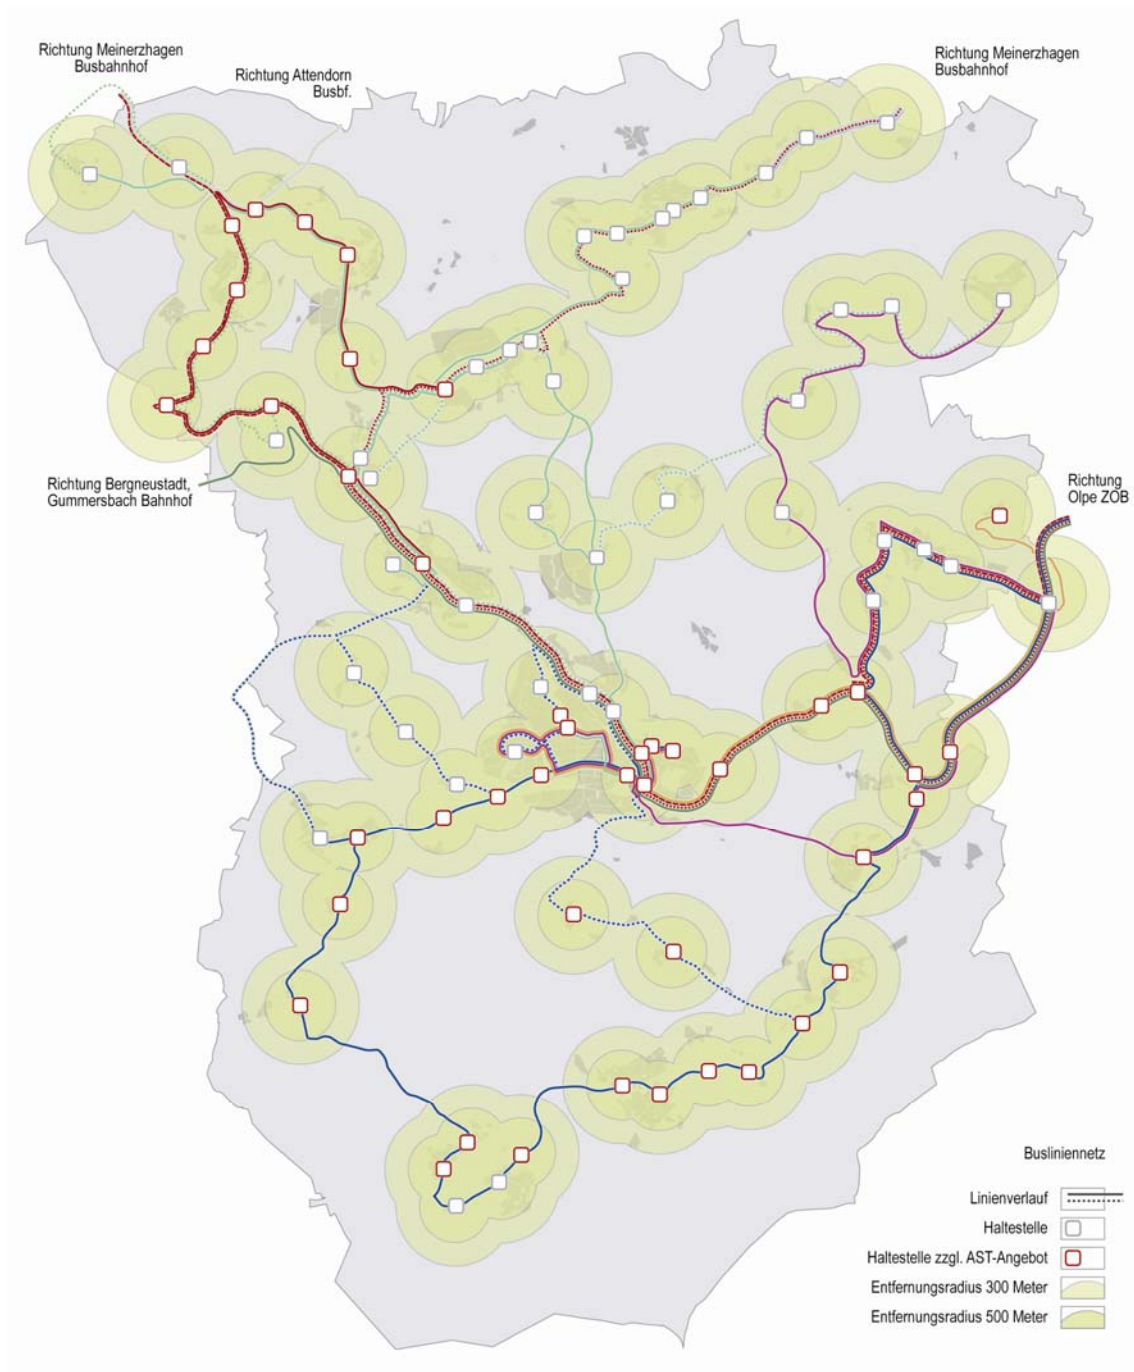 Richtung Meinerzhagen
Busbahnhof
Richtung Attendorn
Busbf.
Richtung Meinerzhagen
Busbahnhof
Richtung Bergneustadt,
Gummersbach Bahnhof
Richtung
Olpe ZOB
Busliniennetz
Linienverlauf
Haltestelle
Haltestelle zzgl. AST-Angebot
Entfernungsradius 300 Meter
Entfernungsradius 500 Meter